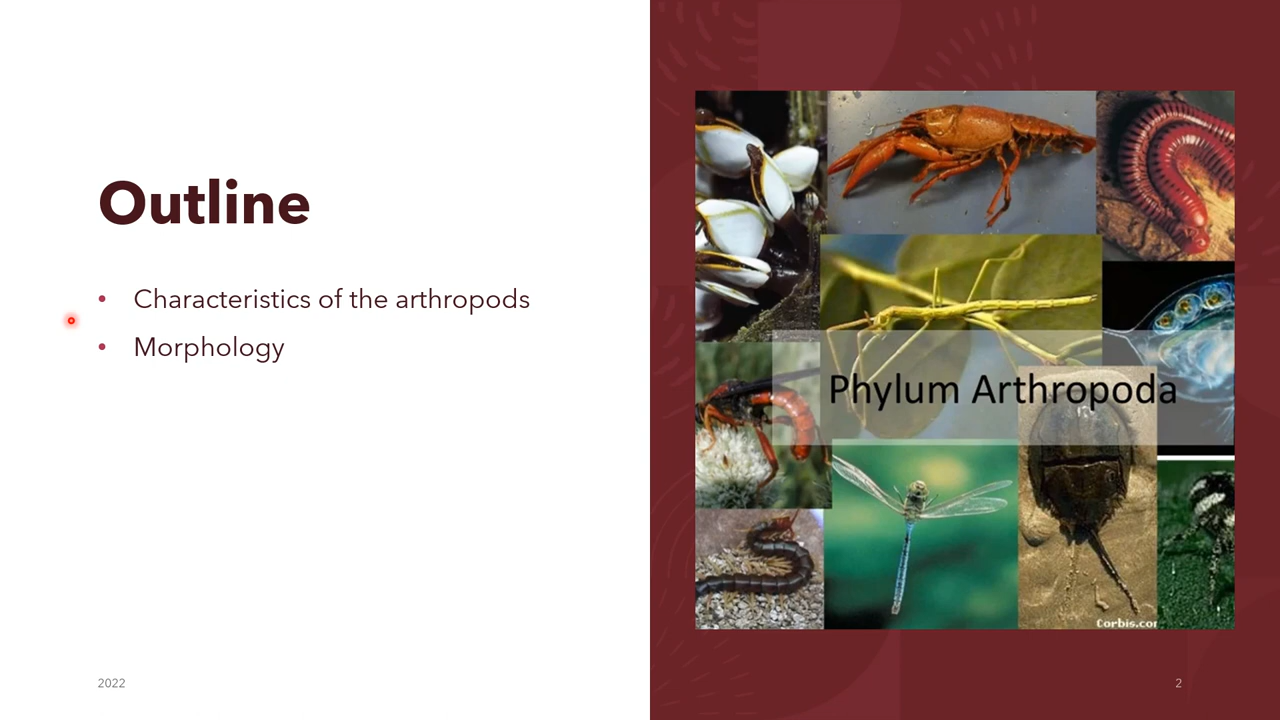 Outline
• Characteristics of the arthropods
• Morphology
Phylum Arthropoda
Corbis.com
2022
2